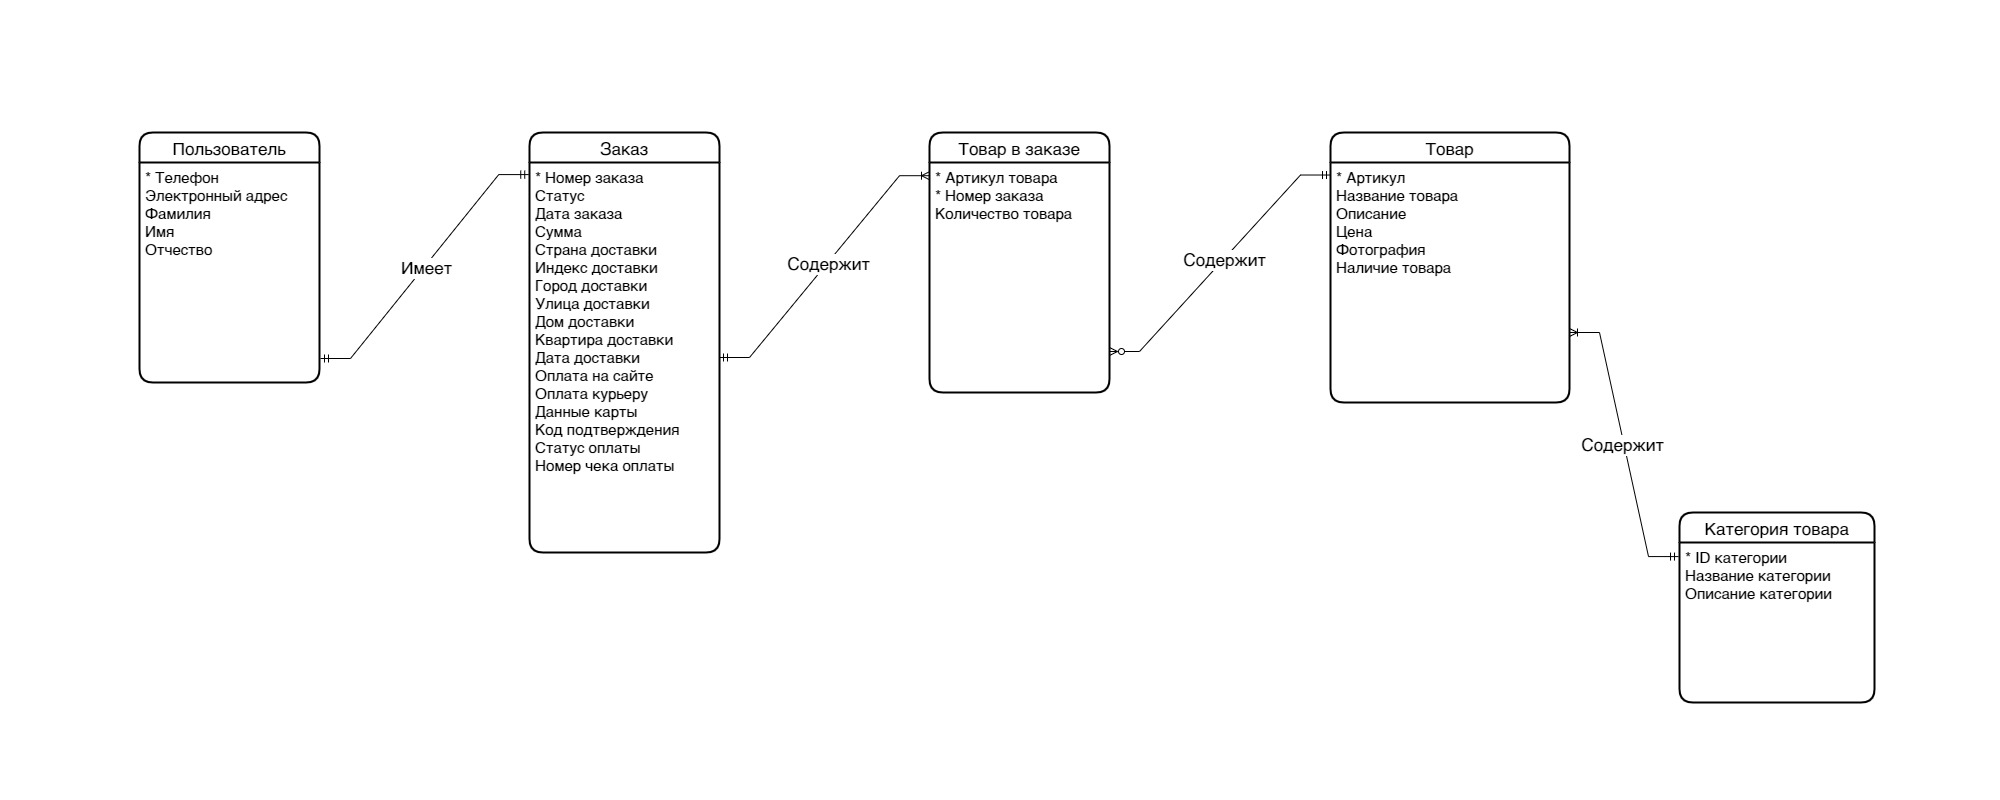 Пользователь
* Телефон
Электронный адрес
Фамилия
Имя
Отчество
Имеет
Заказ
* Номер заказа
Статус
Дата заказа
Сумма
Страна доставки
Индекс доставки
Город доставки
Улица доставки
Дом доставки
Квартира доставки
Дата доставки
Оплата на сайте
Оплата курьеру
Данные карты
Код подтверждения
Статус оплаты
Номер чека оплаты
Содержит
Товар в заказе
* Артикул товара
* Номер заказа
Количество товара
Содержит
Товар
* Артикул
Название товара
Описание
Цена
Фотография
Наличие товара
Содержит
Категория товара
* ID категории
Название категории
Описание категории